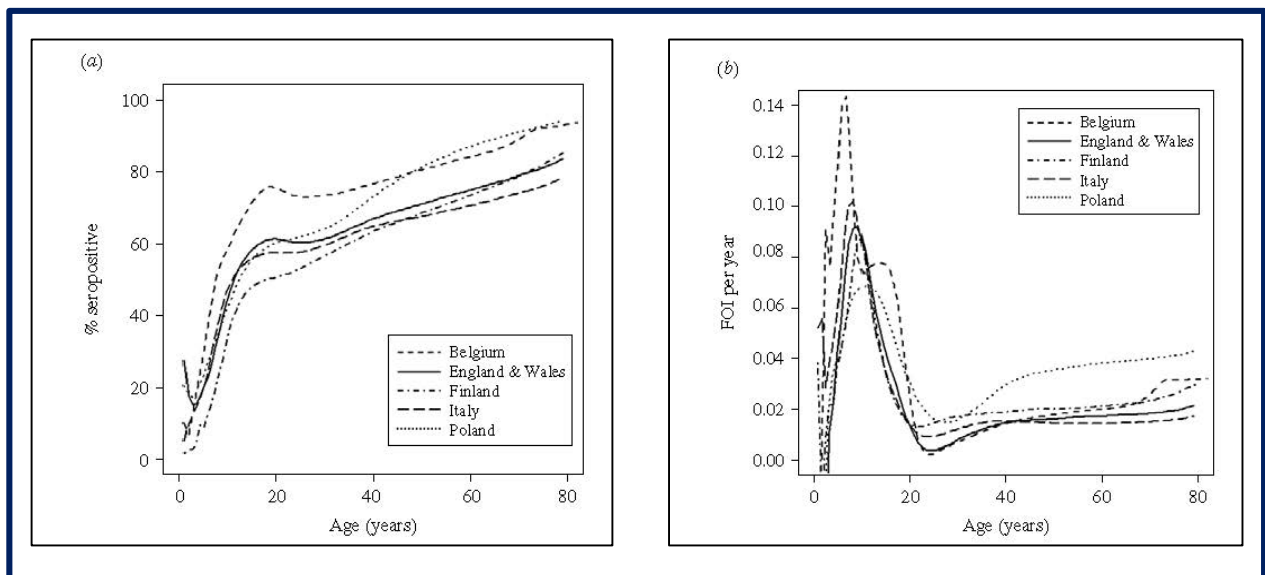 (a)
100
80
60
40
20
0
% seropositive
Belgium
England & Wales
Finland
Italy
Poland
0 20 40 60 80
Age (years)
(b)
0.14
0.12
0.10
0.08
0.06
0.04
0.02
0.00
FOI per year
Belgium
England & Wales
Finland
Italy
Poland
0 20 40 60 80
Age (years)